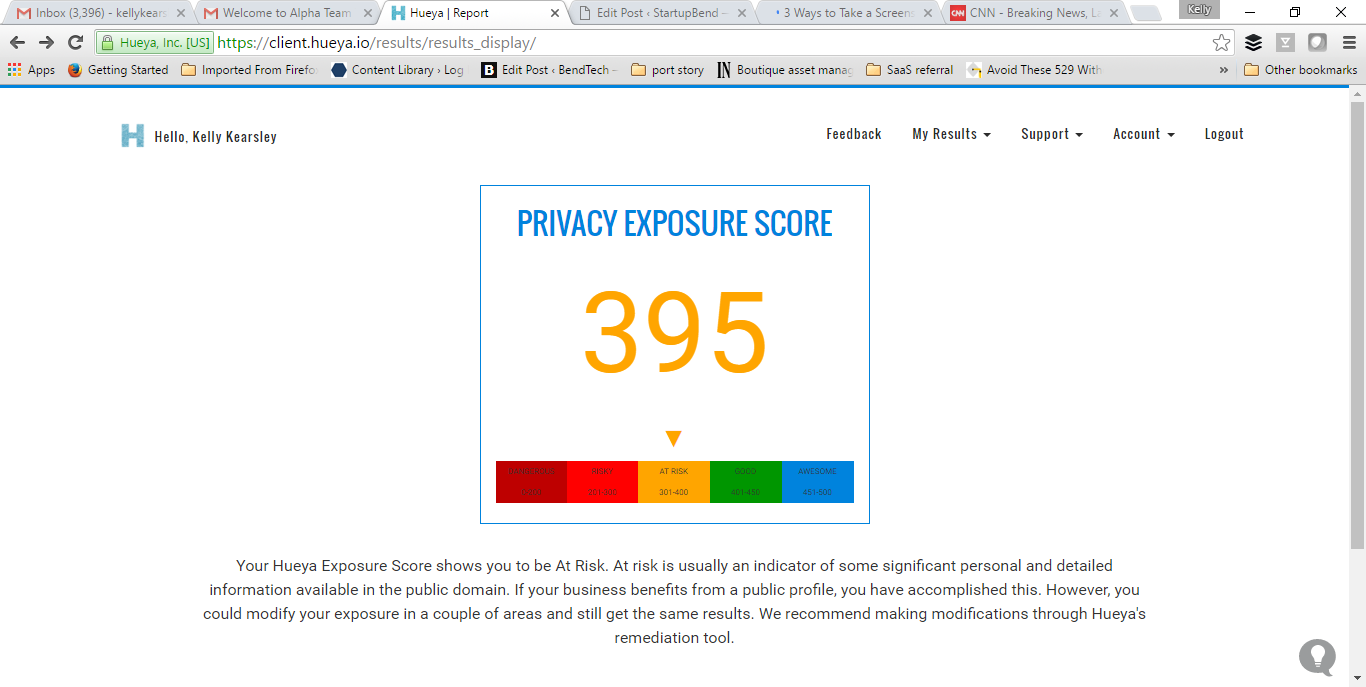 Kelly
Inbox (3,396) - kellykears
Welcome to Alpha Team
Hueya | Report
Edit Post ‹ StartupBend –
3 Ways to Take a Screens
CNN - Breaking News, La
Hueya, Inc. [US] https://client.hueya.io/results/results_display/
Apps Getting Started Imported From Firefo Content Library › Log Edit Post ‹ BendTech – port story Boutique asset manag SaaS referral Avoid These 529 With » Other bookmarks
Hello, Kelly Kearsley
Feedback My Results Support Account Logout
PRIVACY EXPOSURE SCORE
395
RISKY AT RISK GOOD AWESOME
201-300 301-400 401-450 451-500
Your Hueya Exposure Score shows you to be At Risk. At risk is usually an indicator of some significant personal and detailed
information available in the public domain. If your business benefits from a public profile, you have accomplished this. However, you
could modify your exposure in a couple of areas and still get the same results. We recommend making modifications through Hueya's
remediation tool.